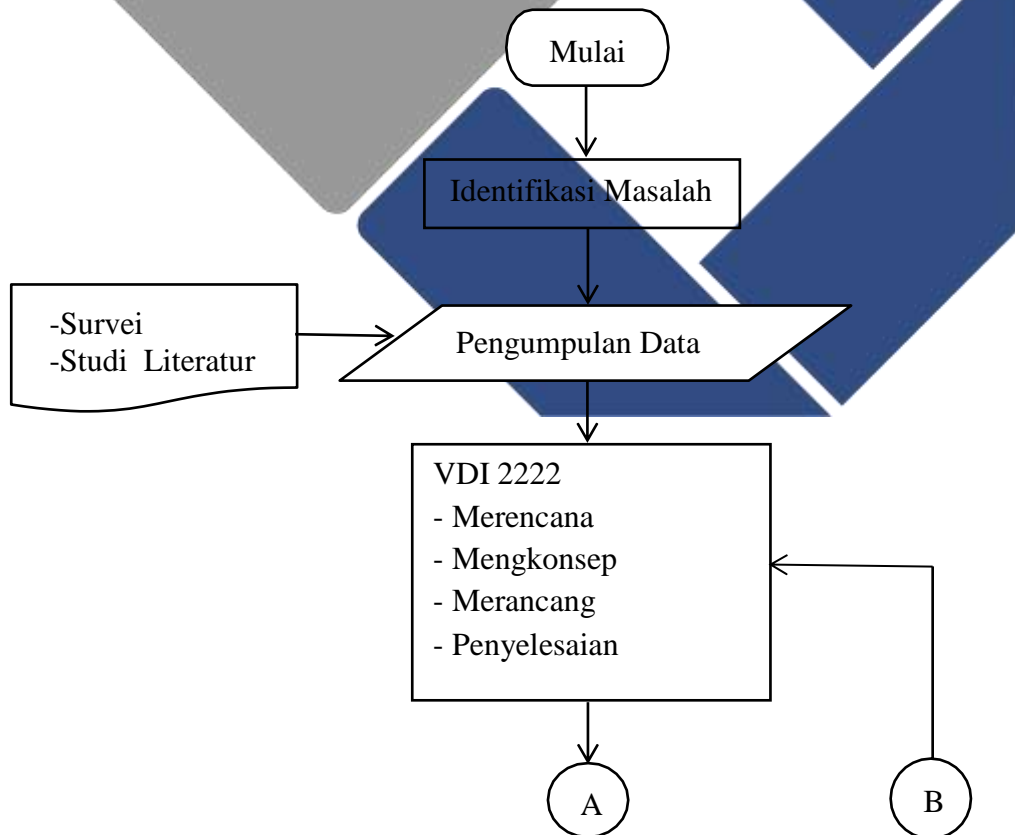 Mulai
Identifikasi Masalah
-Survei
-Studi Literatur
Pengumpulan Data
VDI 2222
- Merencana
- Mengkonsep
- Merancang
- Penyelesaian
A
B